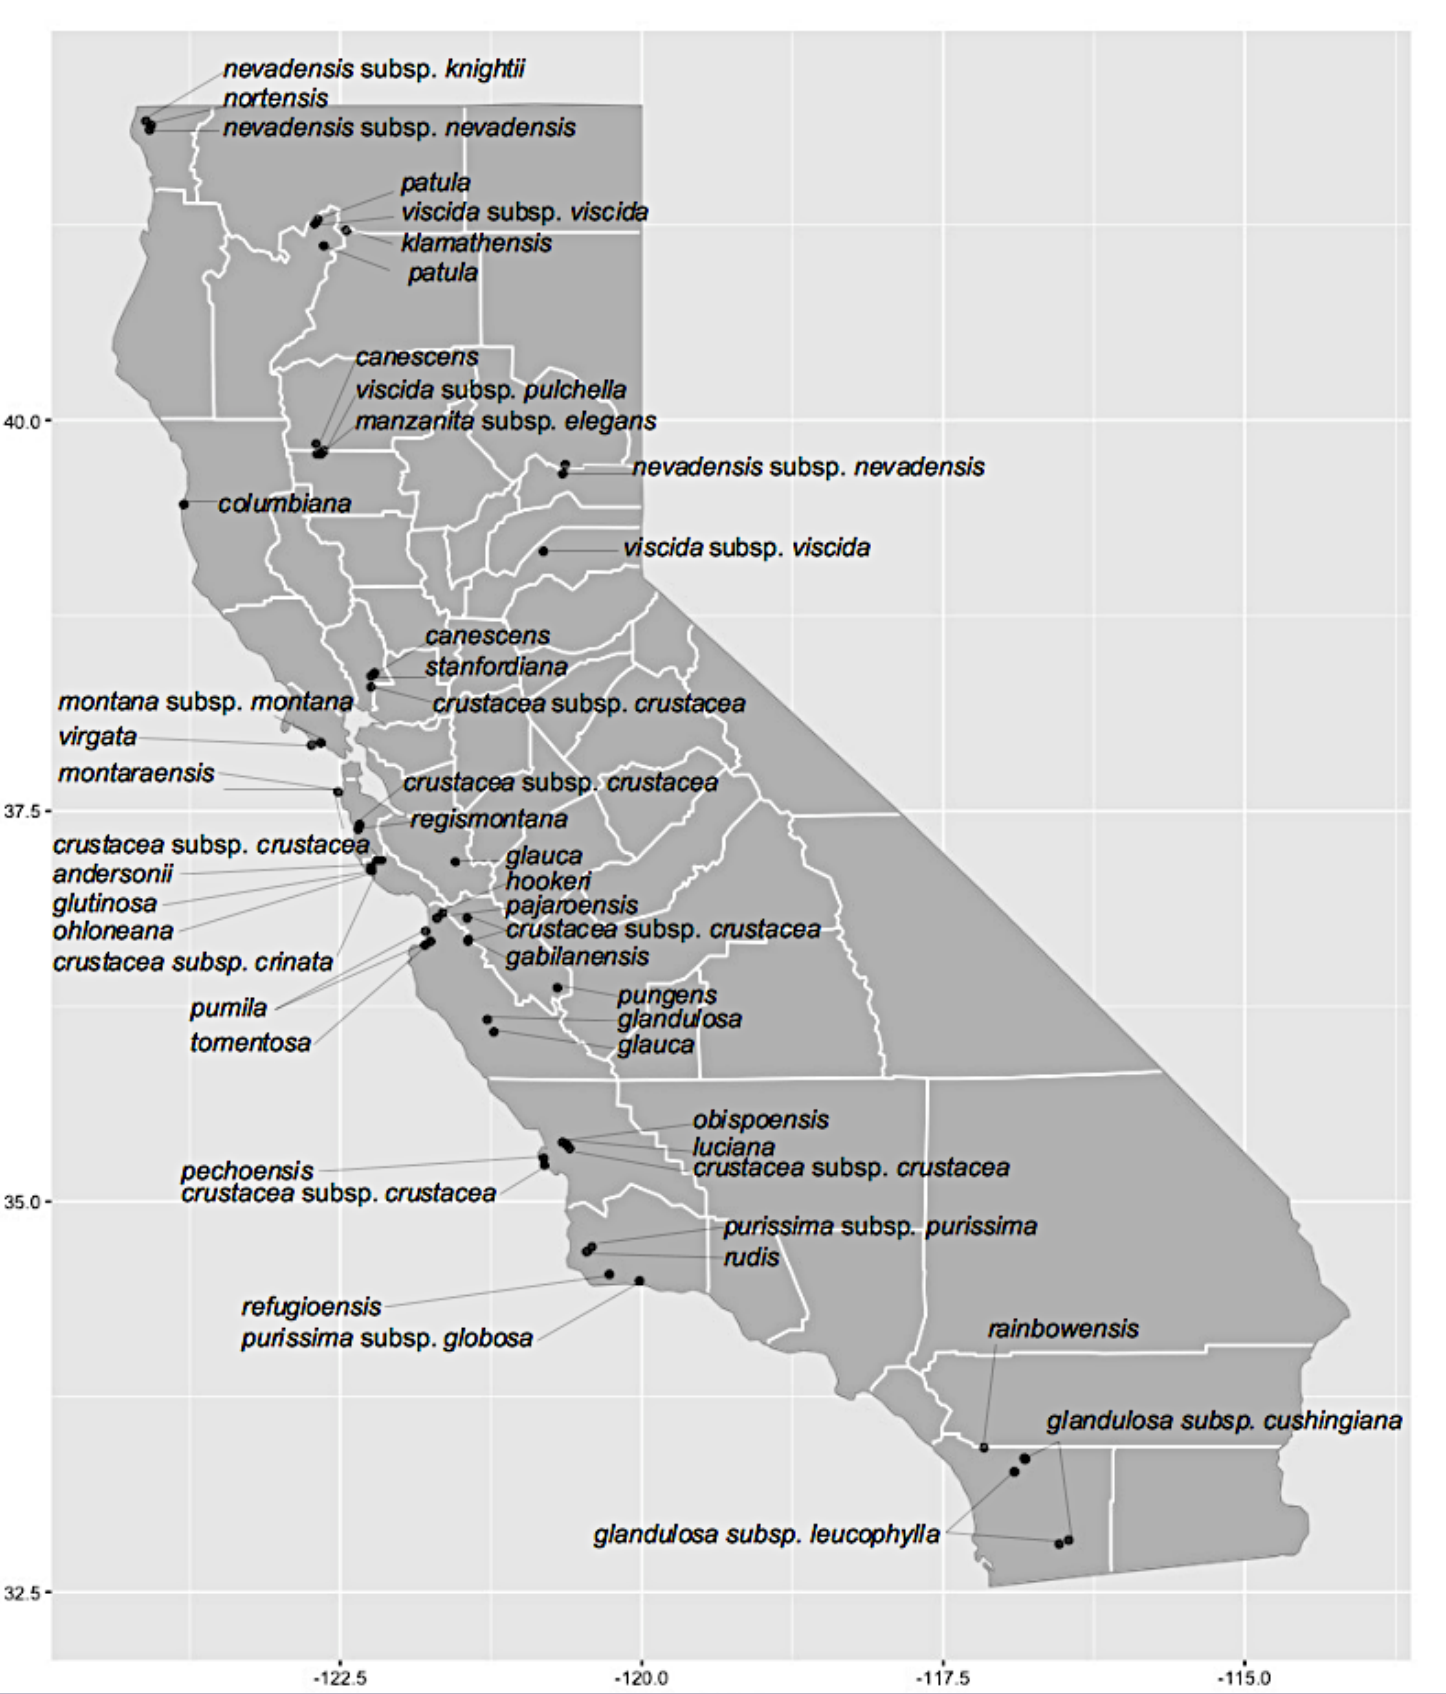 nevadensis subsp. knightii
nortensis
nevadensis subsp. nevadensis
patula
viscida subsp. viscida
klamathensis
patula
canescens
viscida subsp. pulchella
manzanita subsp. elegans
40.0
nevadensis subsp. nevadensis
columbiana
viscida subsp. viscida
canescens
stanfordiana
montana subsp. montana
crustacea subsp. crustacea
virgata
montaraensis
crustacea subsp. crustacea
37.5
regismontana
crustacea subsp. crustacea
glauca
andersonii
hookeri
glutinosa
pajaroensis
ohloneana
crustacea subsp. crustacea
crustacea subsp. crinata
gabilanensis
pungens
pumila
glandulosa
tomentosa
glauca
obispoensis
luciana
pechoensis
crustacea subsp. crustacea
crustacea subsp. crustacea
35.0
purissima subsp. purissima
rudis
refugioensis
purissima subsp. globosa
rainbowensis
glandulosa subsp. cushingiana
glandulosa subsp. leucophylla
32.5
-122.5
-120.0
-117.5
-115.0